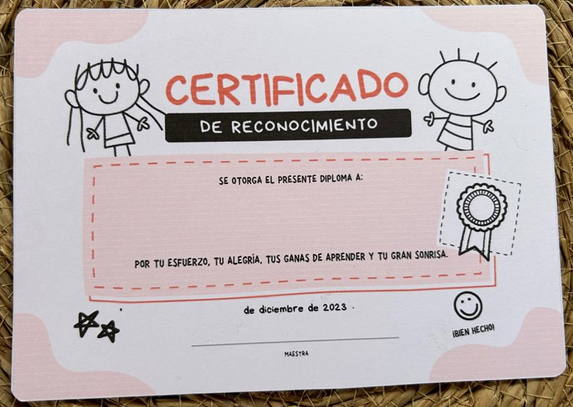 CERTIFICADO
DE RECONOCIMIENTO
SE OTORGA EL PRESENTE DIPLOMA A:
POR TU ESFUERZO, TU ALEGRÍA, TUS GANAS DE APRENDER Y TU GRAN SONRISA.
de diciembre de 2023
¡BIEN HECHO!
MAESTRA